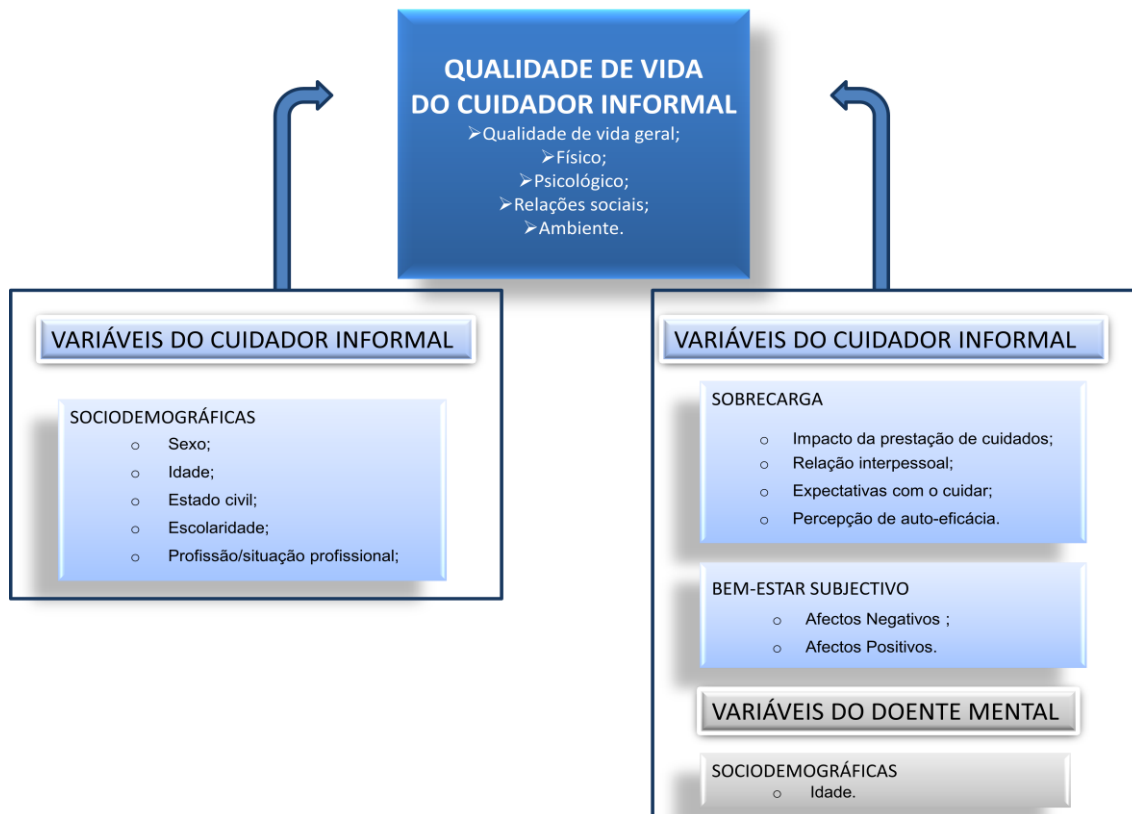 QUALIDADE DE VIDA
DO CUIDADOR INFORMAL
➢Qualidade de vida geral;
➢Físico;
➢Psicológico;
➢Relações sociais;
➢Ambiente.
VARIÁVEIS DO CUIDADOR INFORMAL
SOCIODEMOGRÁFICAS
o Sexo;
o Idade;
o Estado civil;
o Escolaridade;
o Profissão/situação profissional;
VARIÁVEIS DO CUIDADOR INFORMAL
SOBRECARGA
o Impacto da prestação de cuidados;
o Relação interpessoal;
o Expectativas com o cuidar;
o Percepção de auto-eficácia.
BEM-ESTAR SUBJECTIVO
o Afectos Negativos ;
o Afectos Positivos.
VARIÁVEIS DO DOENTE MENTAL
SOCIODEMOGRÁFICAS
o Idade.